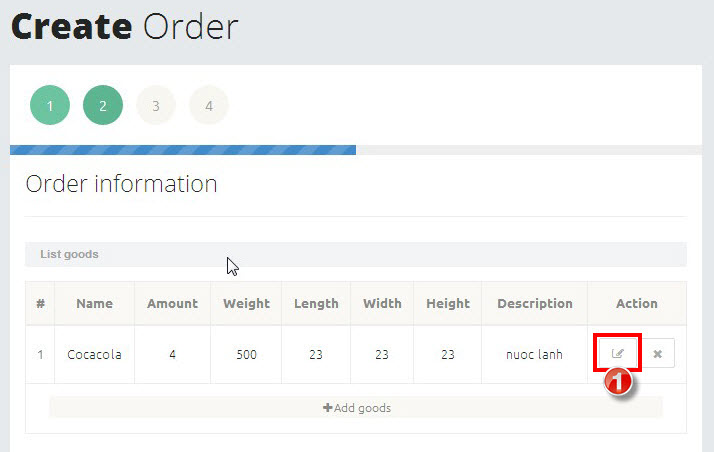 Create Order
1 2 3 4
Order information
List goods
# Name Amount Weight Length Width Height Description Action
1 Cocacola 4 500 23 23 23 nuoc lanh
1
Add goods